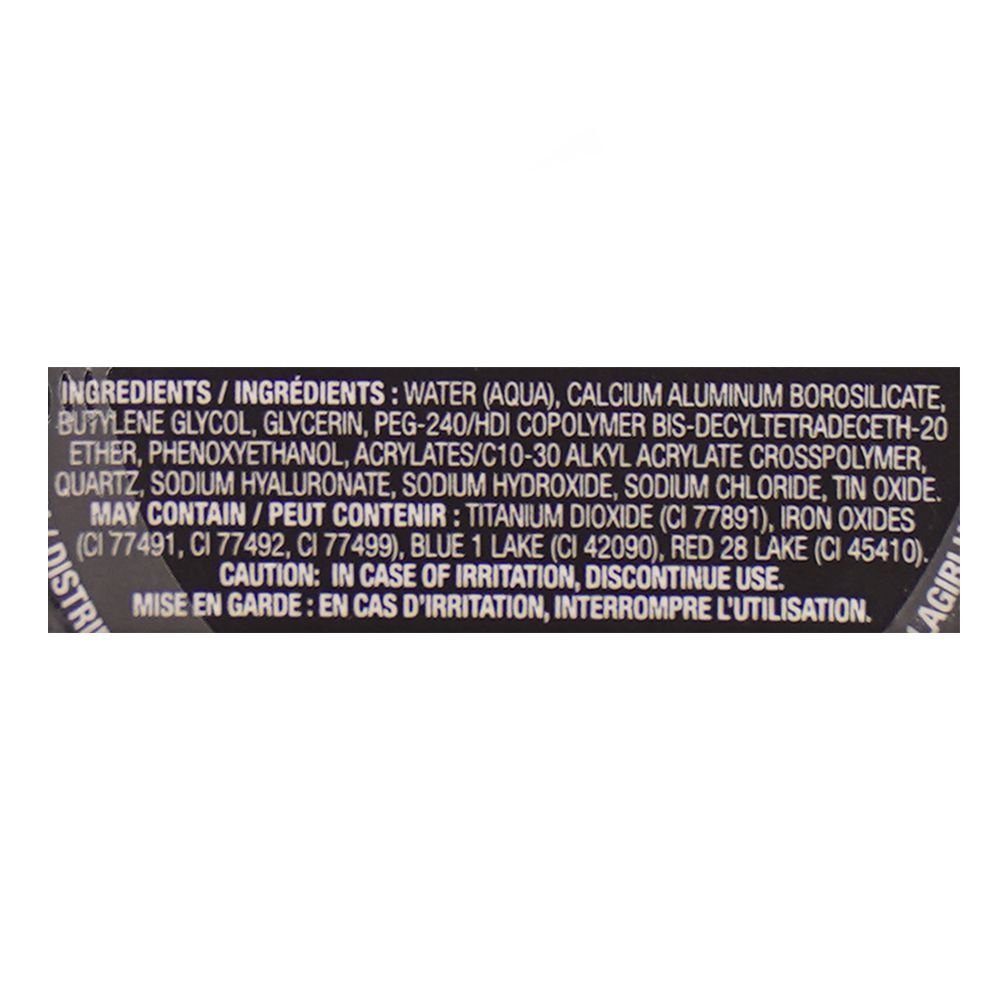 INGREDIENTS / INGRÉDIENTS : WATER (AQUA), CALCIUM ALUMINUM BOROSILICATE,
BUTYLENE GLYCOL, GLYCERIN, PEG-240/HDI COPOLYMER BIS-DECYLTETRADECETH-20
ETHER, PHENOXYETHANOL, ACRYLATES/C10-30 ALKYL ACRYLATE CROSSPOLYMER,
QUARTZ, SODIUM HYALURONATE, SODIUM HYDROXIDE, SODIUM CHLORIDE, TIN OXIDE.
MAY CONTAIN / PEUT CONTENIR : TITANIUM DIOXIDE (CI 77891), IRON OXIDES
(CI 77491, CI 77492, CI 77499), BLUE 1 LAKE (CI 42090), RED 28 LAKE (CI 45410).
CAUTION: IN CASE OF IRRITATION, DISCONTINUE USE.
MISE EN GARDE : EN CAS D'IRRITATION, INTERROMPRE L'UTILISATION.